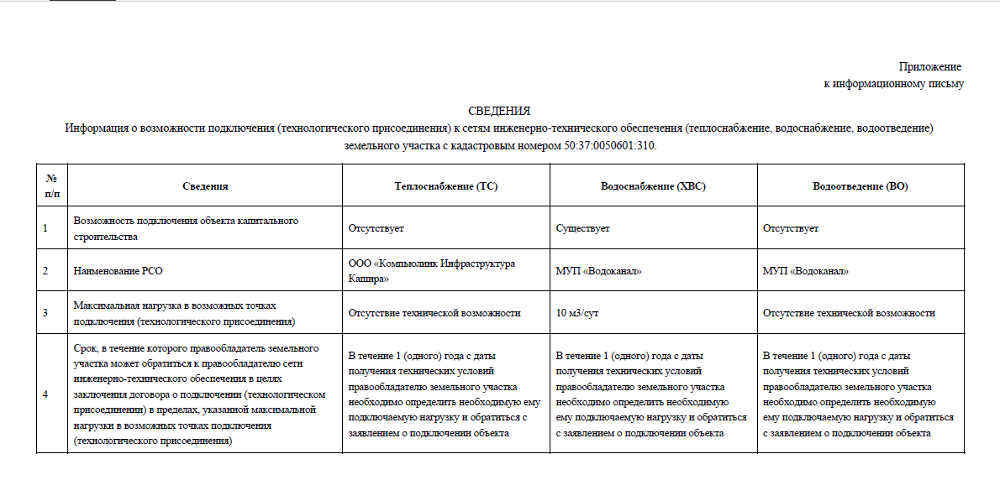 Приложение
к информационному письму
СВЕДЕНИЯ
Информация о возможности подключения (технологического присоединения) к сетям инженерно-технического обеспечения (теплоснабжение, водоснабжение, водоотведение)
земельного участка с кадастровым номером 50:37:0050601:310.
№
п/п
Сведения
Теплоснабжение (ТС)
Водоснабжение (ХВС)
Водоотведение (ВО)
1
Возможность подключения объекта капитального
строительства
Отсутствует
Существует
Отсутствует
2
Наименование РСО
ООО «Компьюлинк Инфраструктура
Кашира»
МУП «Водоканал»
МУП «Водоканал»
3
Максимальная нагрузка в возможных точках
подключения (технологического присоединения)
Отсутствие технической возможности
10 м3/сут
Отсутствие технической возможности
4
Срок, в течение которого правообладатель земельного
участка может обратиться к правообладателю сети
инженерно-технического обеспечения в целях
заключения договора о подключении (технологическом
присоединении) в пределах, указанной максимальной
нагрузки в возможных точках подключения
(технологического присоединения)
В течение 1 (одного) года с даты
получения технических условий
правообладателю земельного участка
необходимо определить необходимую ему
подключаемую нагрузку и обратиться с
заявлением о подключении объекта
В течение 1 (одного) года с даты
получения технических условий
правообладателю земельного участка
необходимо определить необходимую
ему подключаемую нагрузку и обратиться
с заявлением о подключении объекта
В течение 1 (одного) года с даты
получения технических условий
правообладателю земельного участка
необходимо определить необходимую
ему подключаемую нагрузку и обратиться
с заявлением о подключении объекта